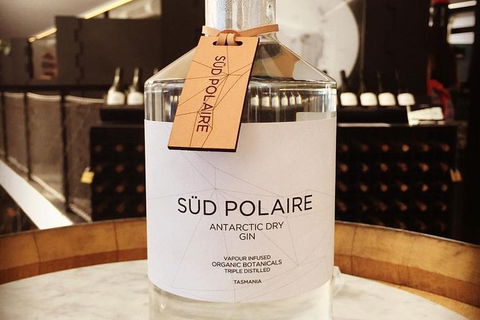 SÜD POLAIRE
SÜD POLAIRE
ANTARCTIC DRY
GIN
VAPOUR INFUSED
ORGANIC BOTANICALS
TRIPLE DISTILLED
TASMANIA